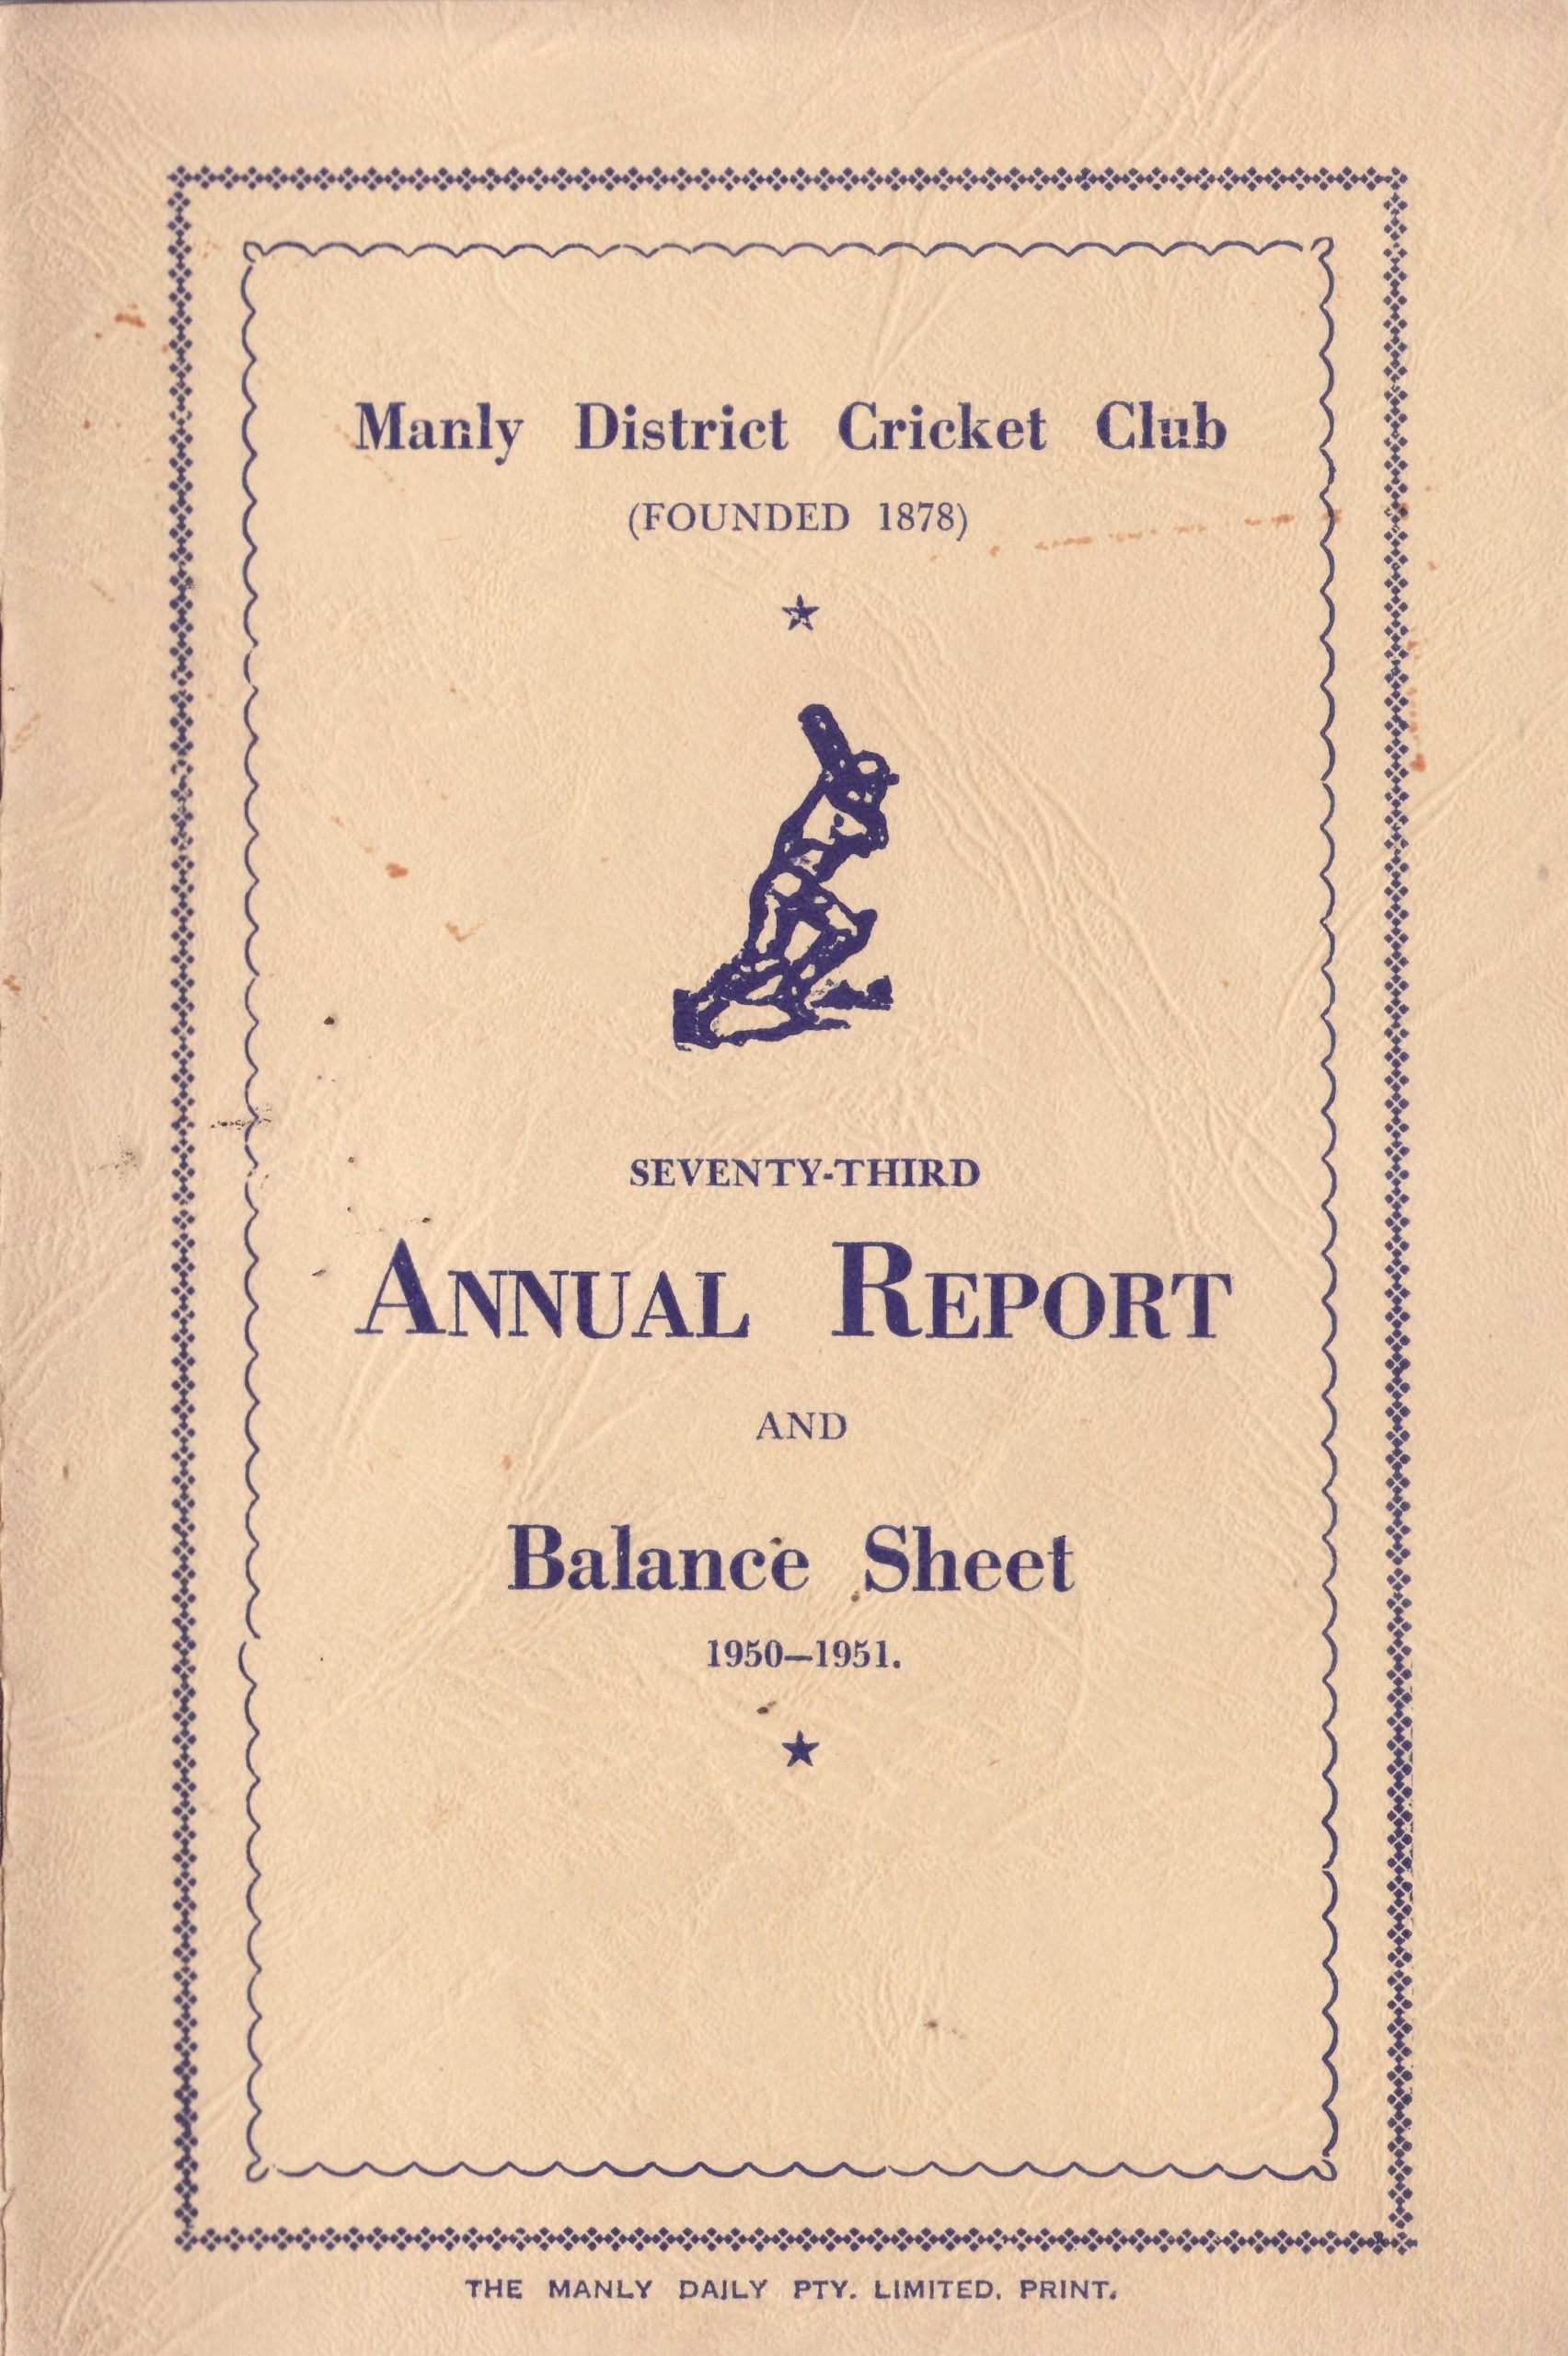 Manly District Cricket Club
(FOUNDED 1878)
SEVENTY-THIRD
ANNUAL REPORT
AND
Balance Sheet
1950—1951.
THE MANLY DAILY PTY. LIMITED, PRINT.